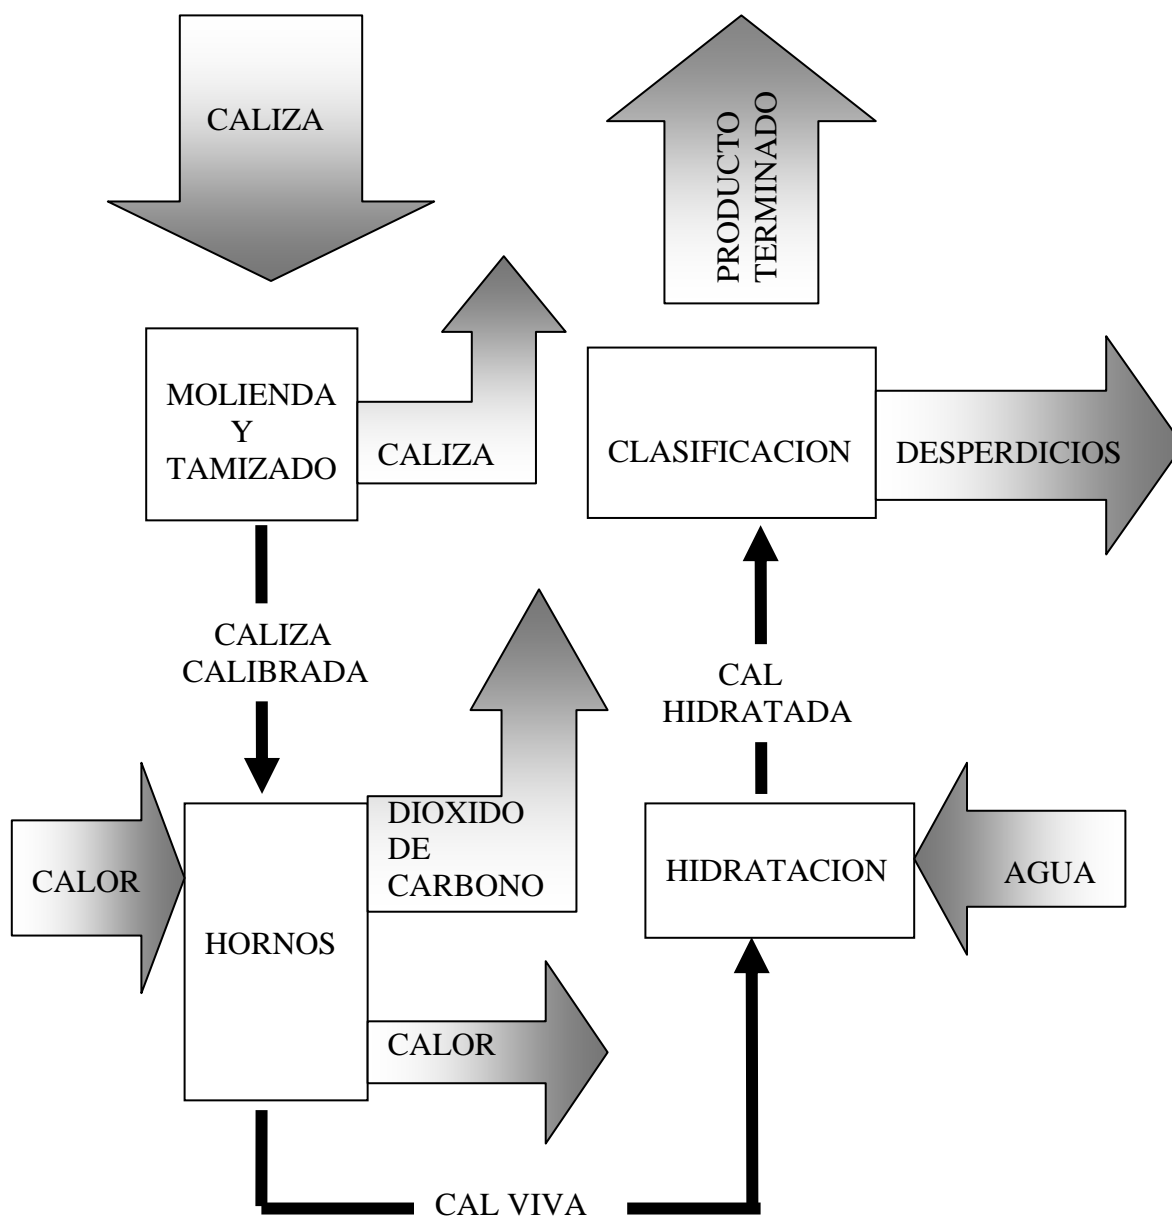 CALIZA
PRODUCTO
TERMINADO
MOLIENDA
Y
TAMIZADO
CALIZA
CLASIFICACION
DESPERDICIOS
CALIZA
CALIBRADA
CAL
HIDRATADA
CALOR
HORNOS
DIOXIDO
DE
CARBONO
CALOR
HIDRATACION
AGUA
CAL VIVA